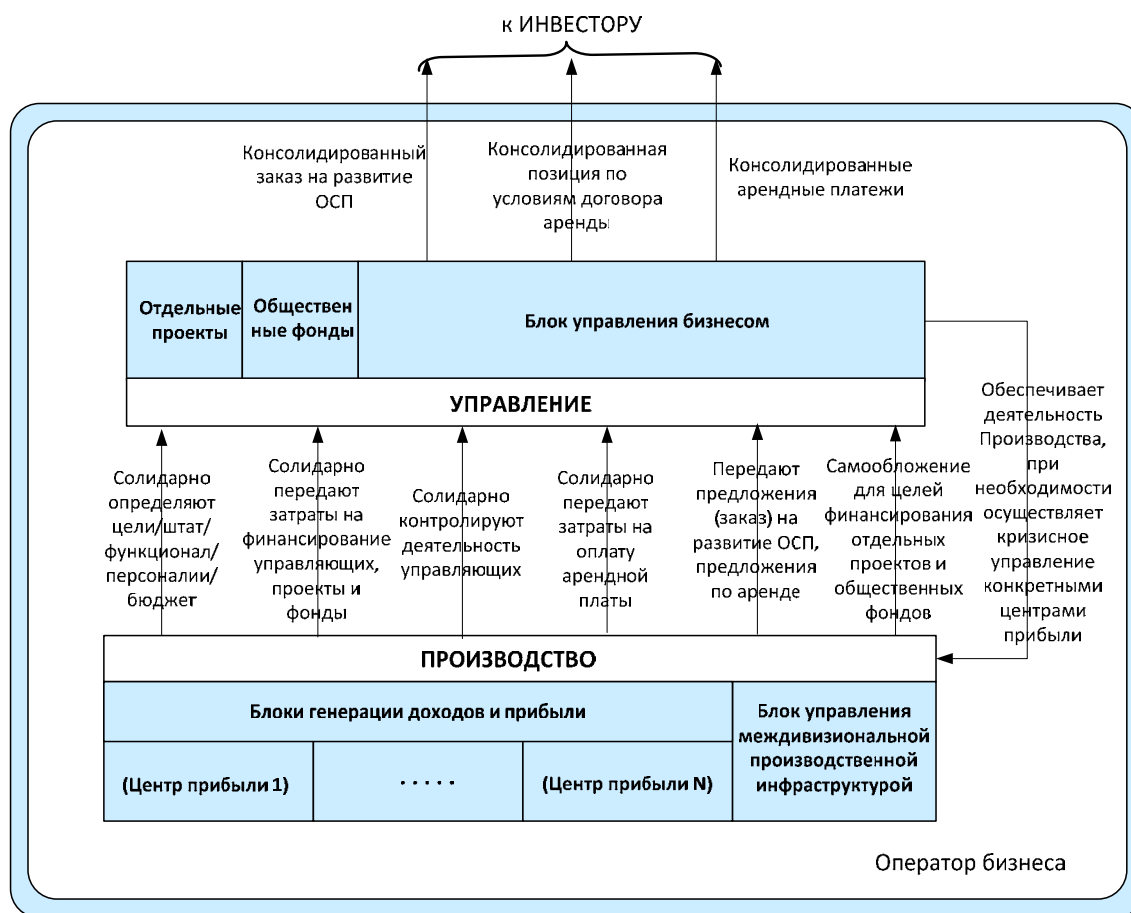 к ИНВЕСТОРУ
Консолидированный
заказ на развитие
ОСП
Консолидированная
позиция по
условиям договора
аренды
Консолидированные
арендные платежи
Отдельные
проекты
Обществен
ные фонды
Блок управления бизнесом
УПРАВЛЕНИЕ
Солидарно
определяют
цели/штат/
функционал/
персоналии/
бюджет
Солидарно
передают
затраты на
финансирование
управляющих,
проекты и
фонды
Солидарно
контролируют
деятельность
управляющих
Солидарно
передают
затраты на
оплату
арендной
платы
Передают
предложения
(заказ) на
развитие ОСП,
предложения
по аренде
Самообложение
для целей
финансирования
отдельных
проектов и
общественных
фондов
Обеспечивает
деятельность
Производства,
при
необходимости
осуществляет
кризисное
управление
конкретными
центрами
прибыли
ПРОИЗВОДСТВО
Блоки генерации доходов и прибыли
Блок управления
междивизиональной
производственной
инфраструктурой
(Центр прибыли 1)
. . . . .
(Центр прибыли N)
Оператор бизнеса